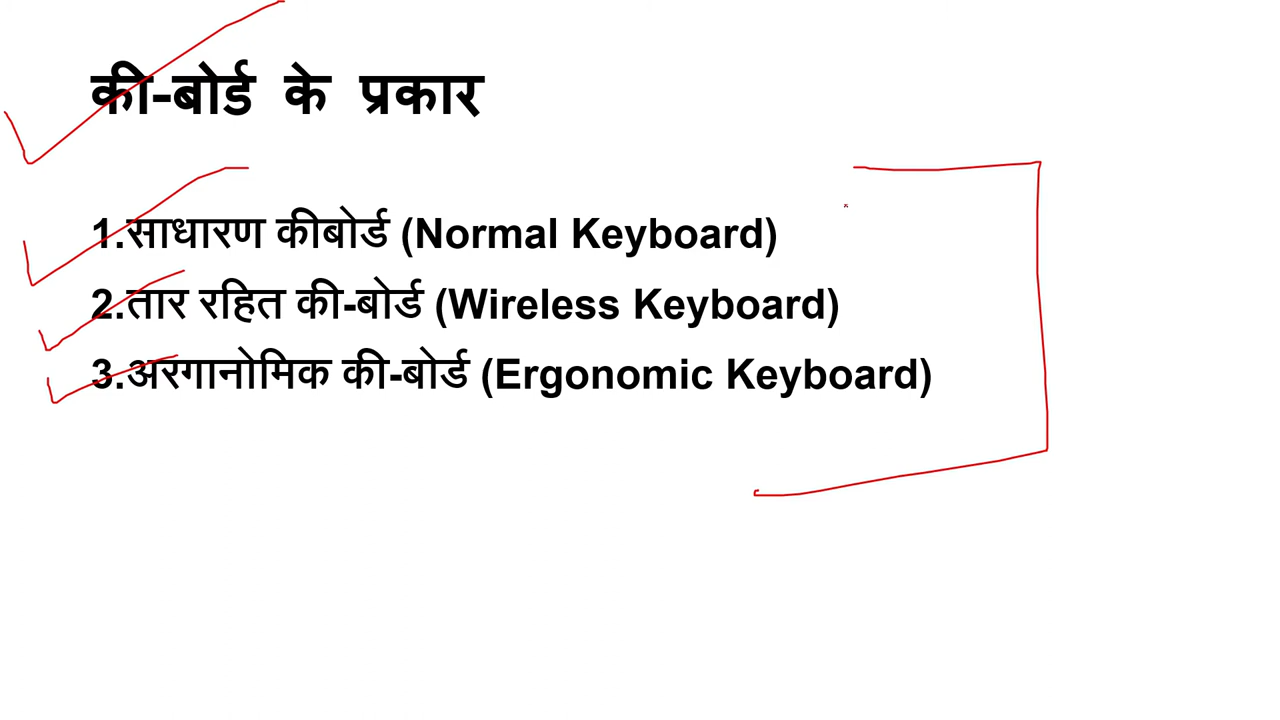 की-बोर्ड के प्रकार
1.साधारण कीबोर्ड (Normal Keyboard)
2.तार रहित की-बोर्ड (Wireless Keyboard)
3.अरगानोमिक की-बोर्ड (Ergonomic Keyboard)